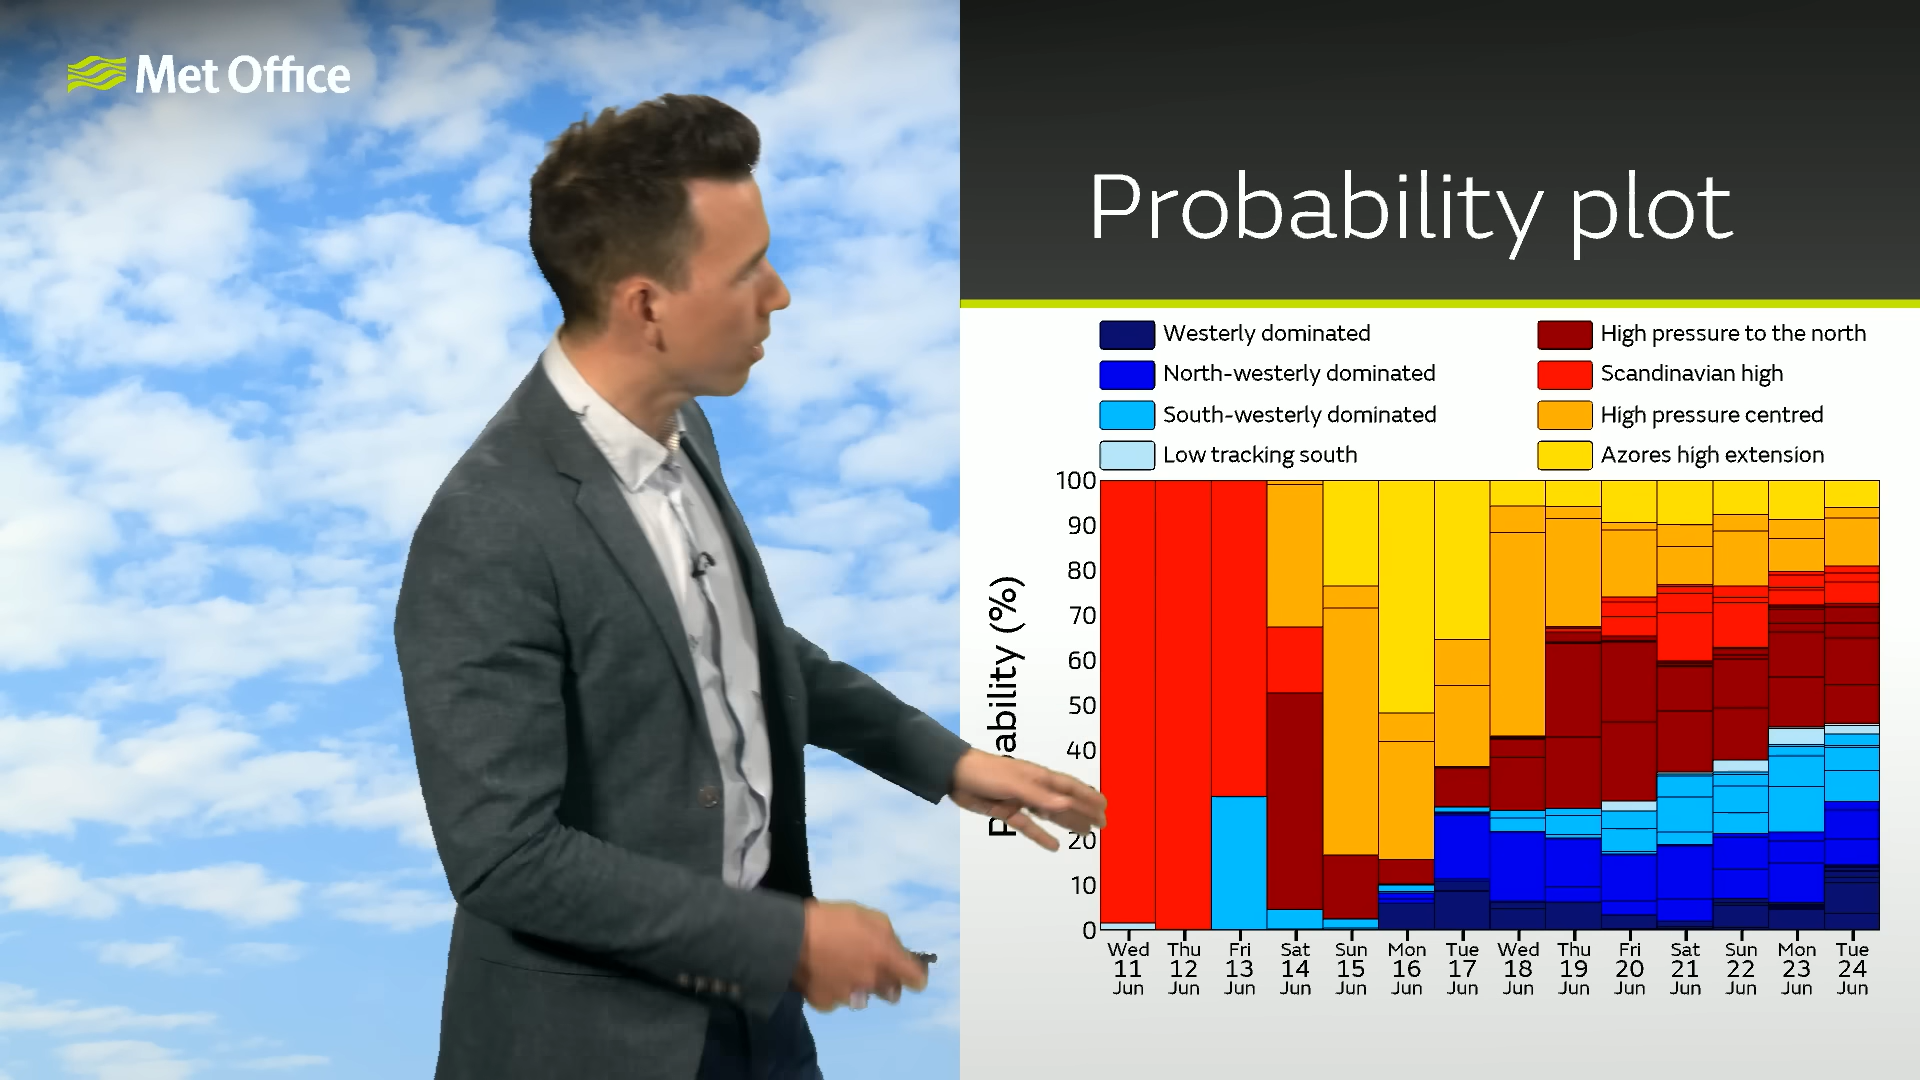 Met Office
Probability plot
Westerly dominated
North-westerly dominated
South-westerly dominated
Low tracking south
High pressure to the north
Scandinavian high
High pressure centred
Azores high extension
100
90
80
70
60
50
40
20
10
0
Probability (%)
Wed Thu Fri Sat Sun Mon Tue Wed Thu Fri Sat Sun Mon Tue
11 12 13 14 15 16 17 18 19 20 21 22 23 24
Jun Jun Jun Jun Jun Jun Jun Jun Jun Jun Jun Jun Jun Jun